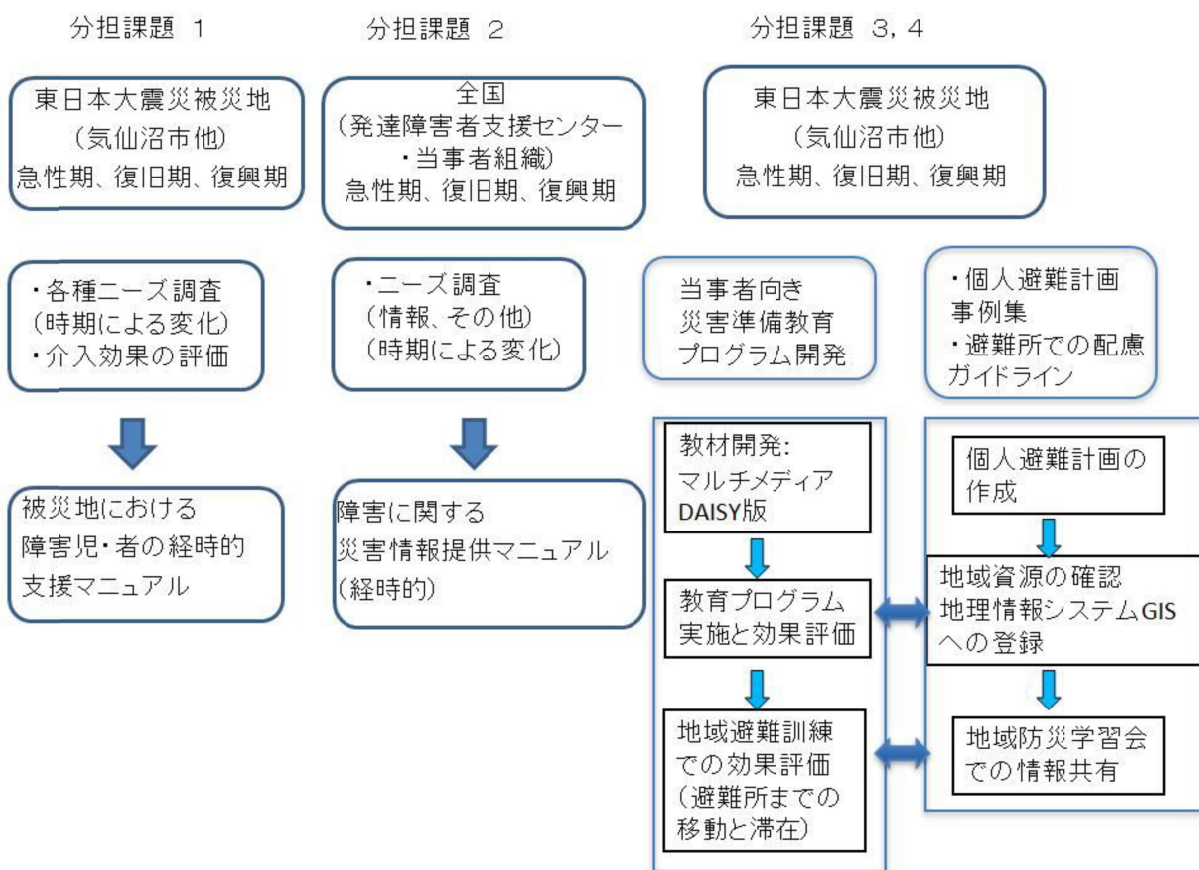 分担課題 1
分担課題 2
分担課題 3, 4
東日本大震災被災地
(気仙沼市他)
急性期、復旧期、復興期
全国
(発達障害者支援センター
・当事者組織)
急性期、復旧期、復興期
東日本大震災被災地
(気仙沼市他)
急性期、復旧期、復興期
・各種ニーズ調査
(時期による変化)
・介入効果の評価
・ニーズ調査
(情報、その他)
(時期による変化)
当事者向き
災害準備教育
プログラム開発
・個人避難計画
事例集
・避難所での配慮
ガイドライン
被災地における
障害児・者の経時的
支援マニュアル
障害に関する
災害情報提供マニュアル
(経時的)
教材開発:
マルチメディア
DAISY版
教育プログラム
実施と効果評価
地域避難訓練
での効果評価
(避難所までの
移動と滞在)
個人避難計画の
作成
地域資源の確認
地理情報システムGIS
への登録
地域防災学習会
での情報共有